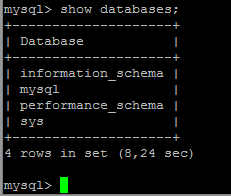 mysql> show databases;
+--------------------+
| Database           |
+--------------------+
| information_schema |
| mysql              |
| performance_schema |
| sys                |
+--------------------+
4 rows in set (8,24 sec)
mysql>